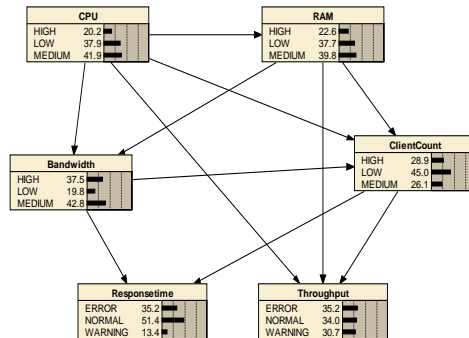 CPU
HIGH 20.2
LOW 37.9
MEDIUM 41.9
RAM
HIGH 22.6
LOW 37.7
MEDIUM 39.8
Bandwidth
HIGH 37.5
LOW 19.8
MEDIUM 42.8
ClientCount
HIGH 28.9
LOW 45.0
MEDIUM 26.1
Responsetime
ERROR 35.2
NORMAL 51.4
WARNING 13.4
Throughput
ERROR 35.2
NORMAL 34.0
WARNING 30.7